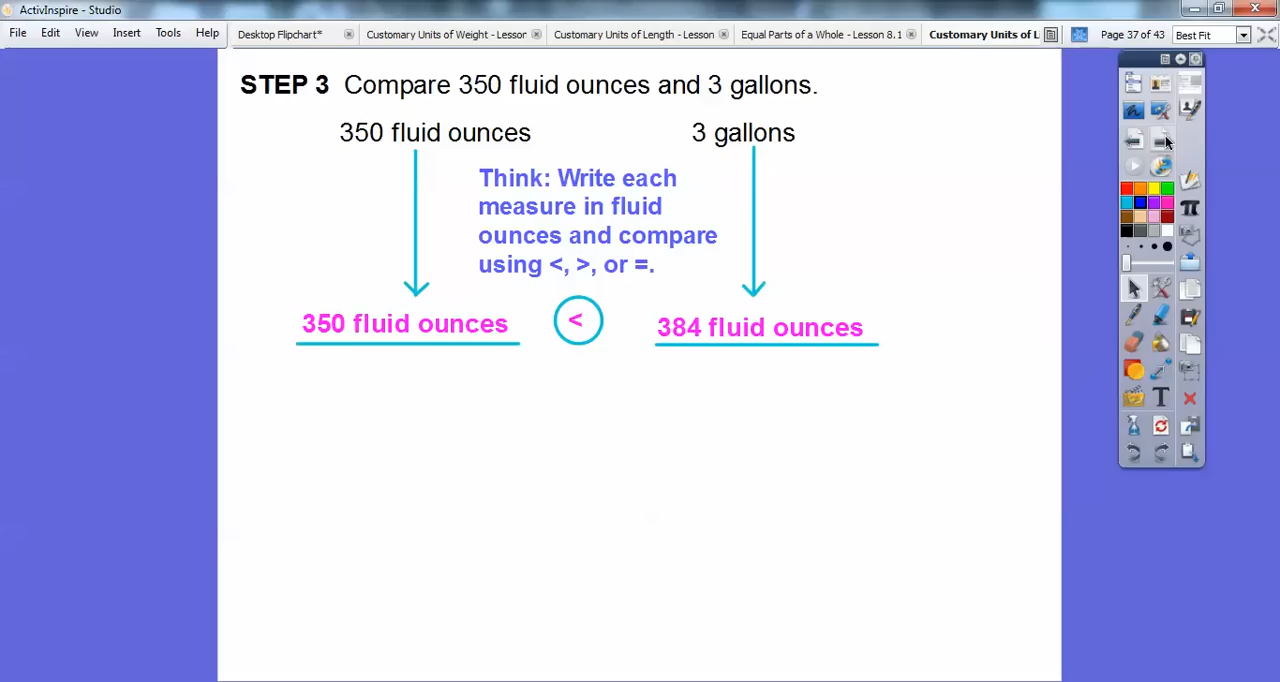 ActivInspire - Studio
File Edit View Insert Tools Help
Desktop Flipchart* Customary Units of Weight - Lessor Customary Units of Length - Lessor Equal Parts of a Whole - Lesson 8.1 Customary Units of L Page 37 of 43 Best Fit
STEP 3 Compare 350 fluid ounces and 3 gallons.
350 fluid ounces 3 gallons
Think: Write each
measure in fluid
ounces and compare
using <, >, or =.
350 fluid ounces < 384 fluid ounces